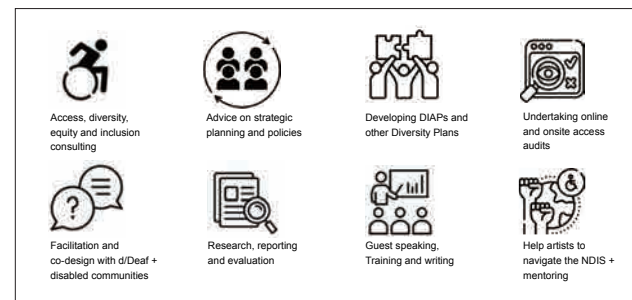 Access, diversity,
equity and inclusion
consulting
Advice on strategic
planning and policies
Developing DIAPs and
other Diversity Plans
Undertaking online
and onsite access
audits
?
Facilitation and
co-design with d/Deaf +
disabled communities
Research, reporting
and evaluation
Guest speaking,
Training and writing
Help artists to
navigate the NDIS +
mentoring